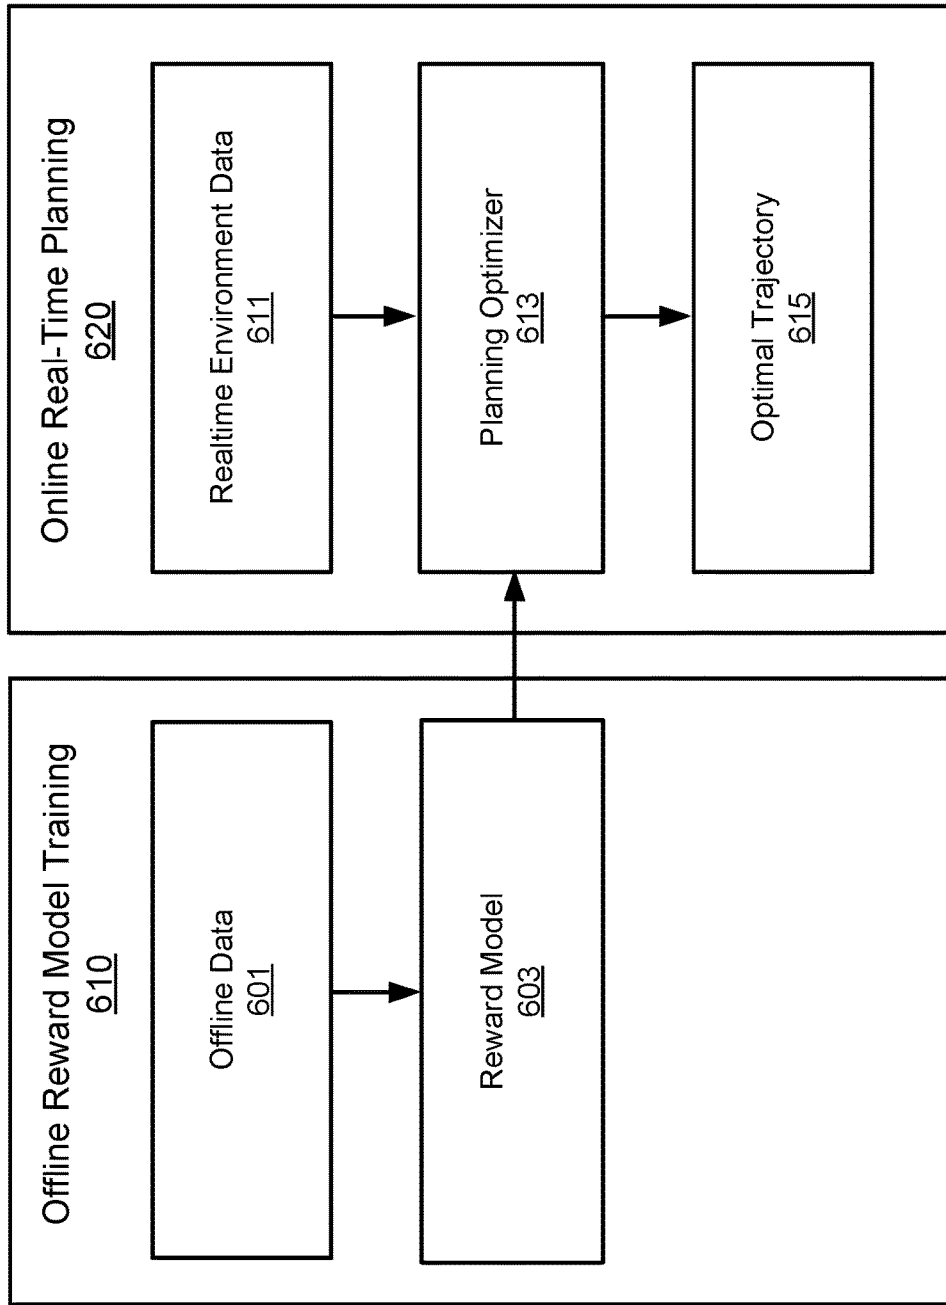 Offline Reward Model Training
610
Offline Data
601
Reward Model
603
Online Real-Time Planning
620
Realtime Environment Data
611
Planning Optimizer
613
Optimal Trajectory
615